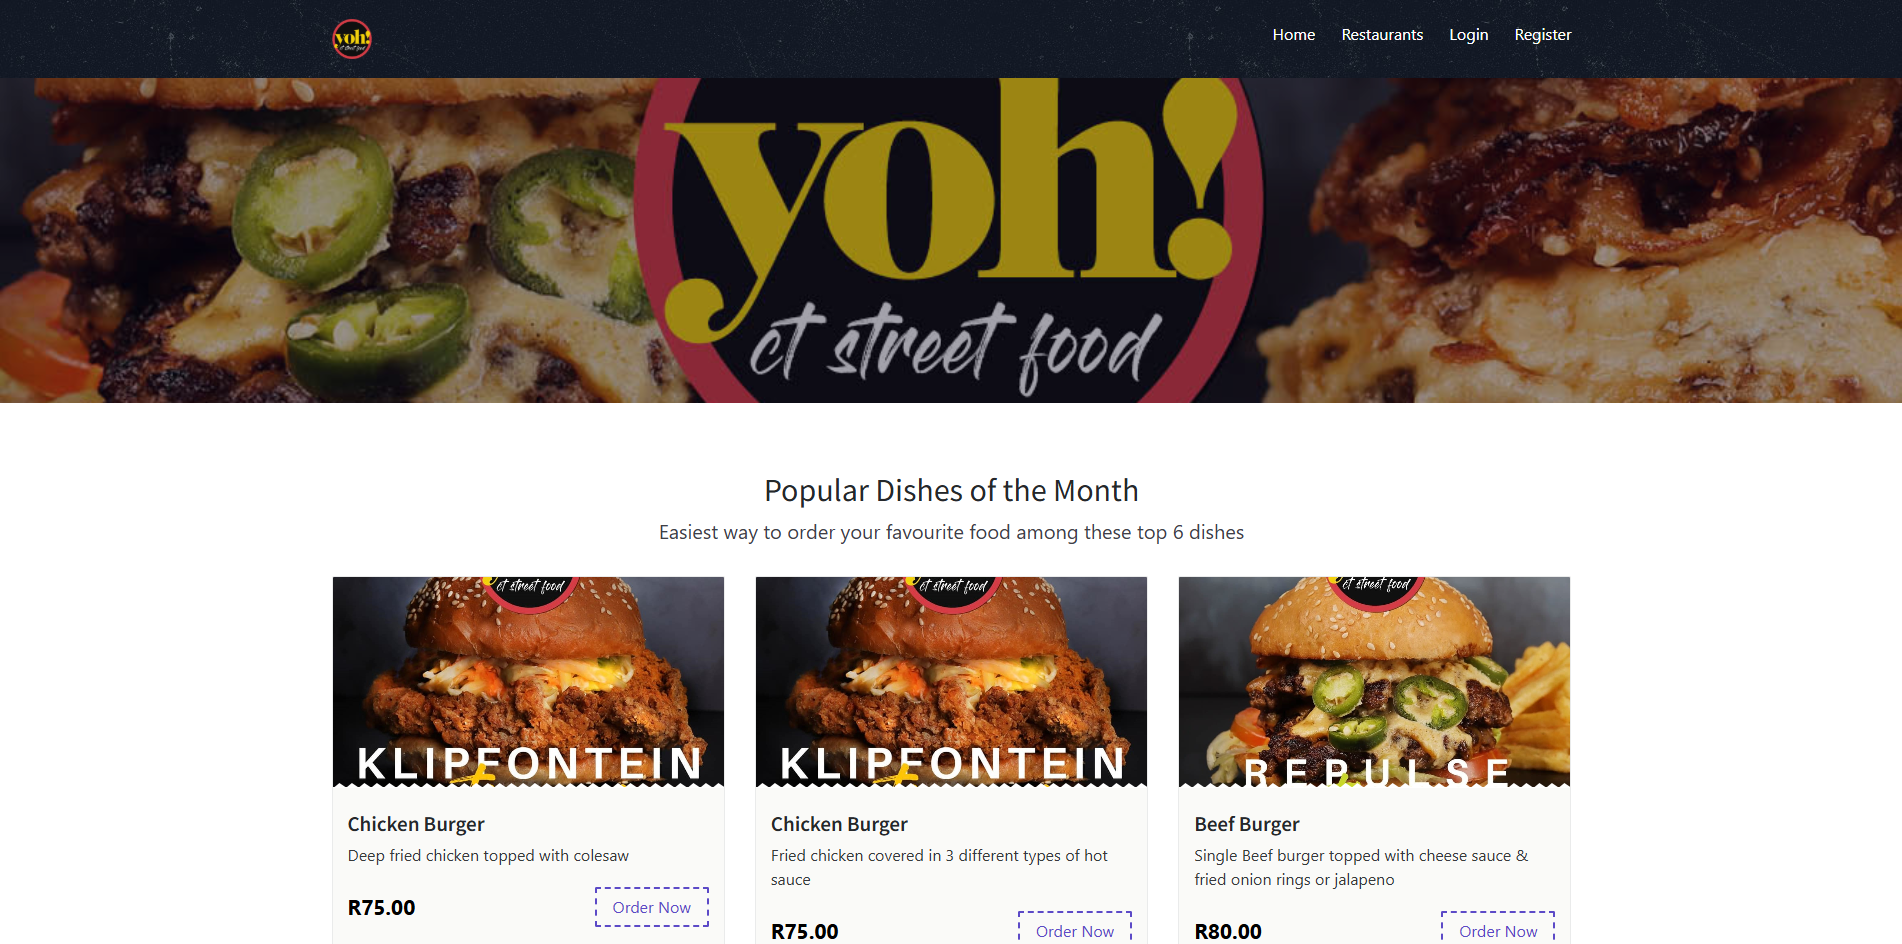 yoh!
ct street food
Home Restaurants Login Register
yoh!
ct street food
Popular Dishes of the Month
Easiest way to order your favourite food among these top 6 dishes
ct street food
KLIPFONTEIN
Chicken Burger
Deep fried chicken topped with colesaw
R75.00
Order Now
ct street food
KLIPFONTEIN
Chicken Burger
Fried chicken covered in 3 different types of hot
sauce
R75.00
Order Now
ct street food
REPULSE
Beef Burger
Single Beef burger topped with cheese sauce &
fried onion rings or jalapeno
R80.00
Order Now